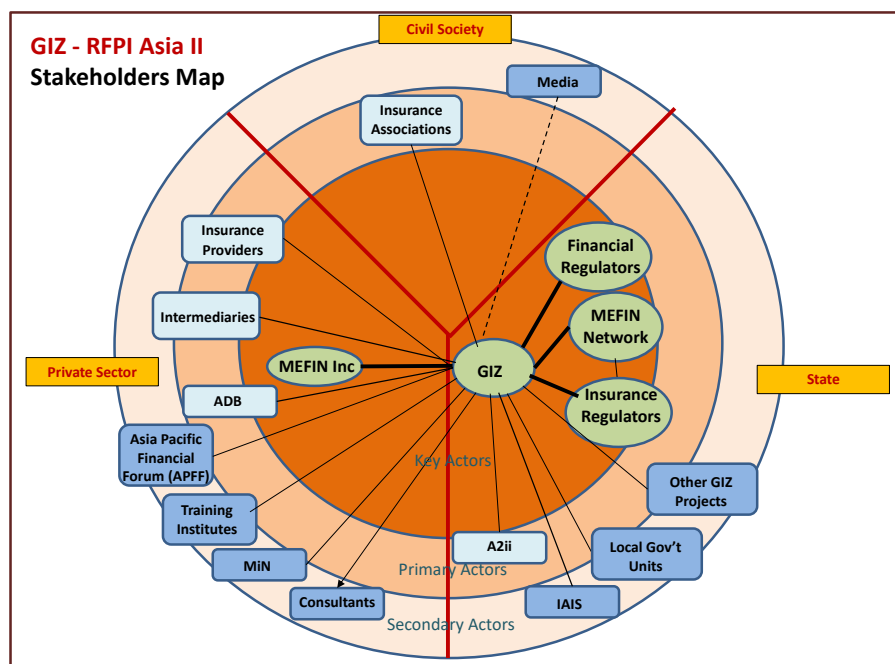 Civil Society
GIZ - RFPI Asia II
Stakeholders Map
Media
Insurance
Associations
Insurance
Providers
Financial
Regulators
Intermediaries
MEFIN
Network
MEFIN Inc
GIZ
Private Sector
State
ADB
Insurance
Regulators
Asia Pacific
Financial
Forum (APFF)
Key Actors
Other GIZ
Projects
Training
Institutes
A2ii
Local Gov't
Units
MiN
Primary Actors
Consultants
IAIS
Secondary Actors